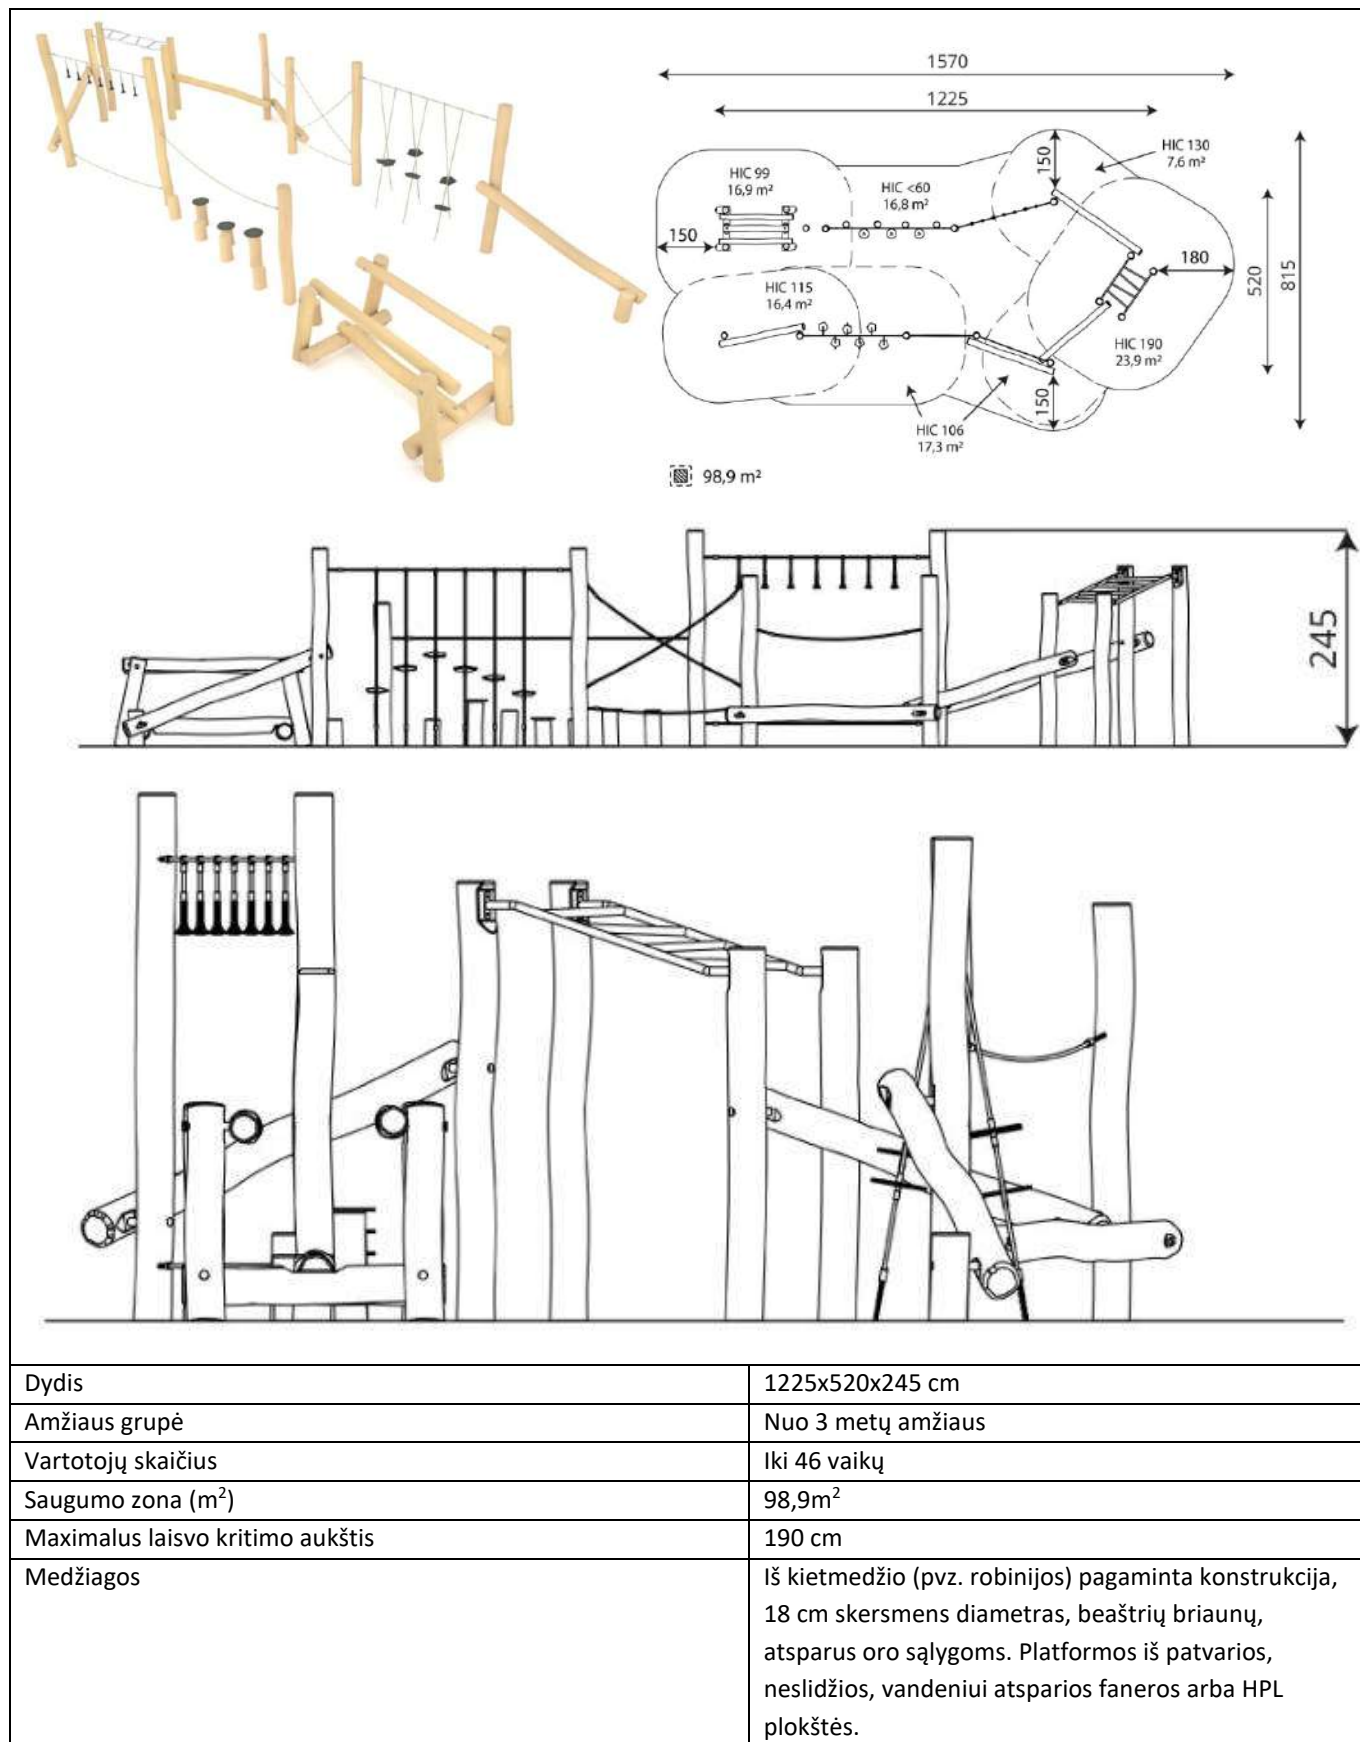 1570
1225
HIC 130
7,6 m²
150
HIC 99
16,9 m²
HIC <60
16,8 m²
150
180
520
815
HIC 115
16,4 m²
HIC 190
23,9 m²
150
HIC 106
17,3 m²
98,9 m²
245
Dydis
1225x520x245 cm
Amžiaus grupė
Nuo 3 metų amžiaus
Vartotojų skaičius
Iki 46 vaikų
Saugumo zona (m²)
98,9m²
Maximalus laisvo kritimo aukštis
190 cm
Medžiagos
Iš kietmedžio (pvz. robinijos) pagaminta konstrukcija,
18 cm skersmens diametras, beaštrių briaunų,
atsparus oro sąlygoms. Platformos iš patvarios,
neslidžios, vandeniui atsparios faneros arba HPL
plokštės.